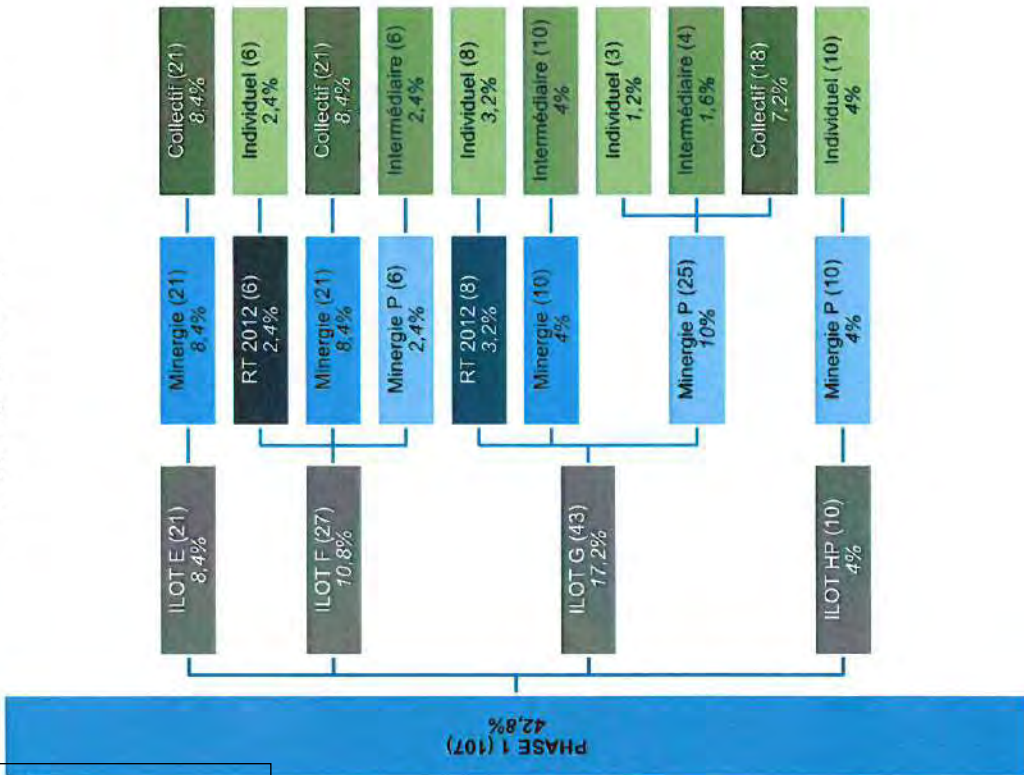 PHASE 1 (107)
42,8%
ILOT E (21)
8,4%
ILOT F (27)
10,8%
ILOT G (43)
17,2%
ILOT HP (10)
4%
Minergie (21)
8,4%
RT 2012 (6)
2,4%
Minergie (21)
8,4%
Minergie P (6)
2,4%
RT 2012 (8)
3,2%
Minergie (10)
4%
Minergie P (25)
10%
Minergie P (10)
4%
Collectif (21)
8,4%
Individuel (6)
2,4%
Collectif (21)
8,4%
Intermédiaire (6)
2,4%
Individuel (8)
3,2%
Intermédiaire (10)
4%
Individuel (3)
1,2%
Intermédiaire (4)
1,6%
Collectif (18)
7,2%
Individuel (10)
4%